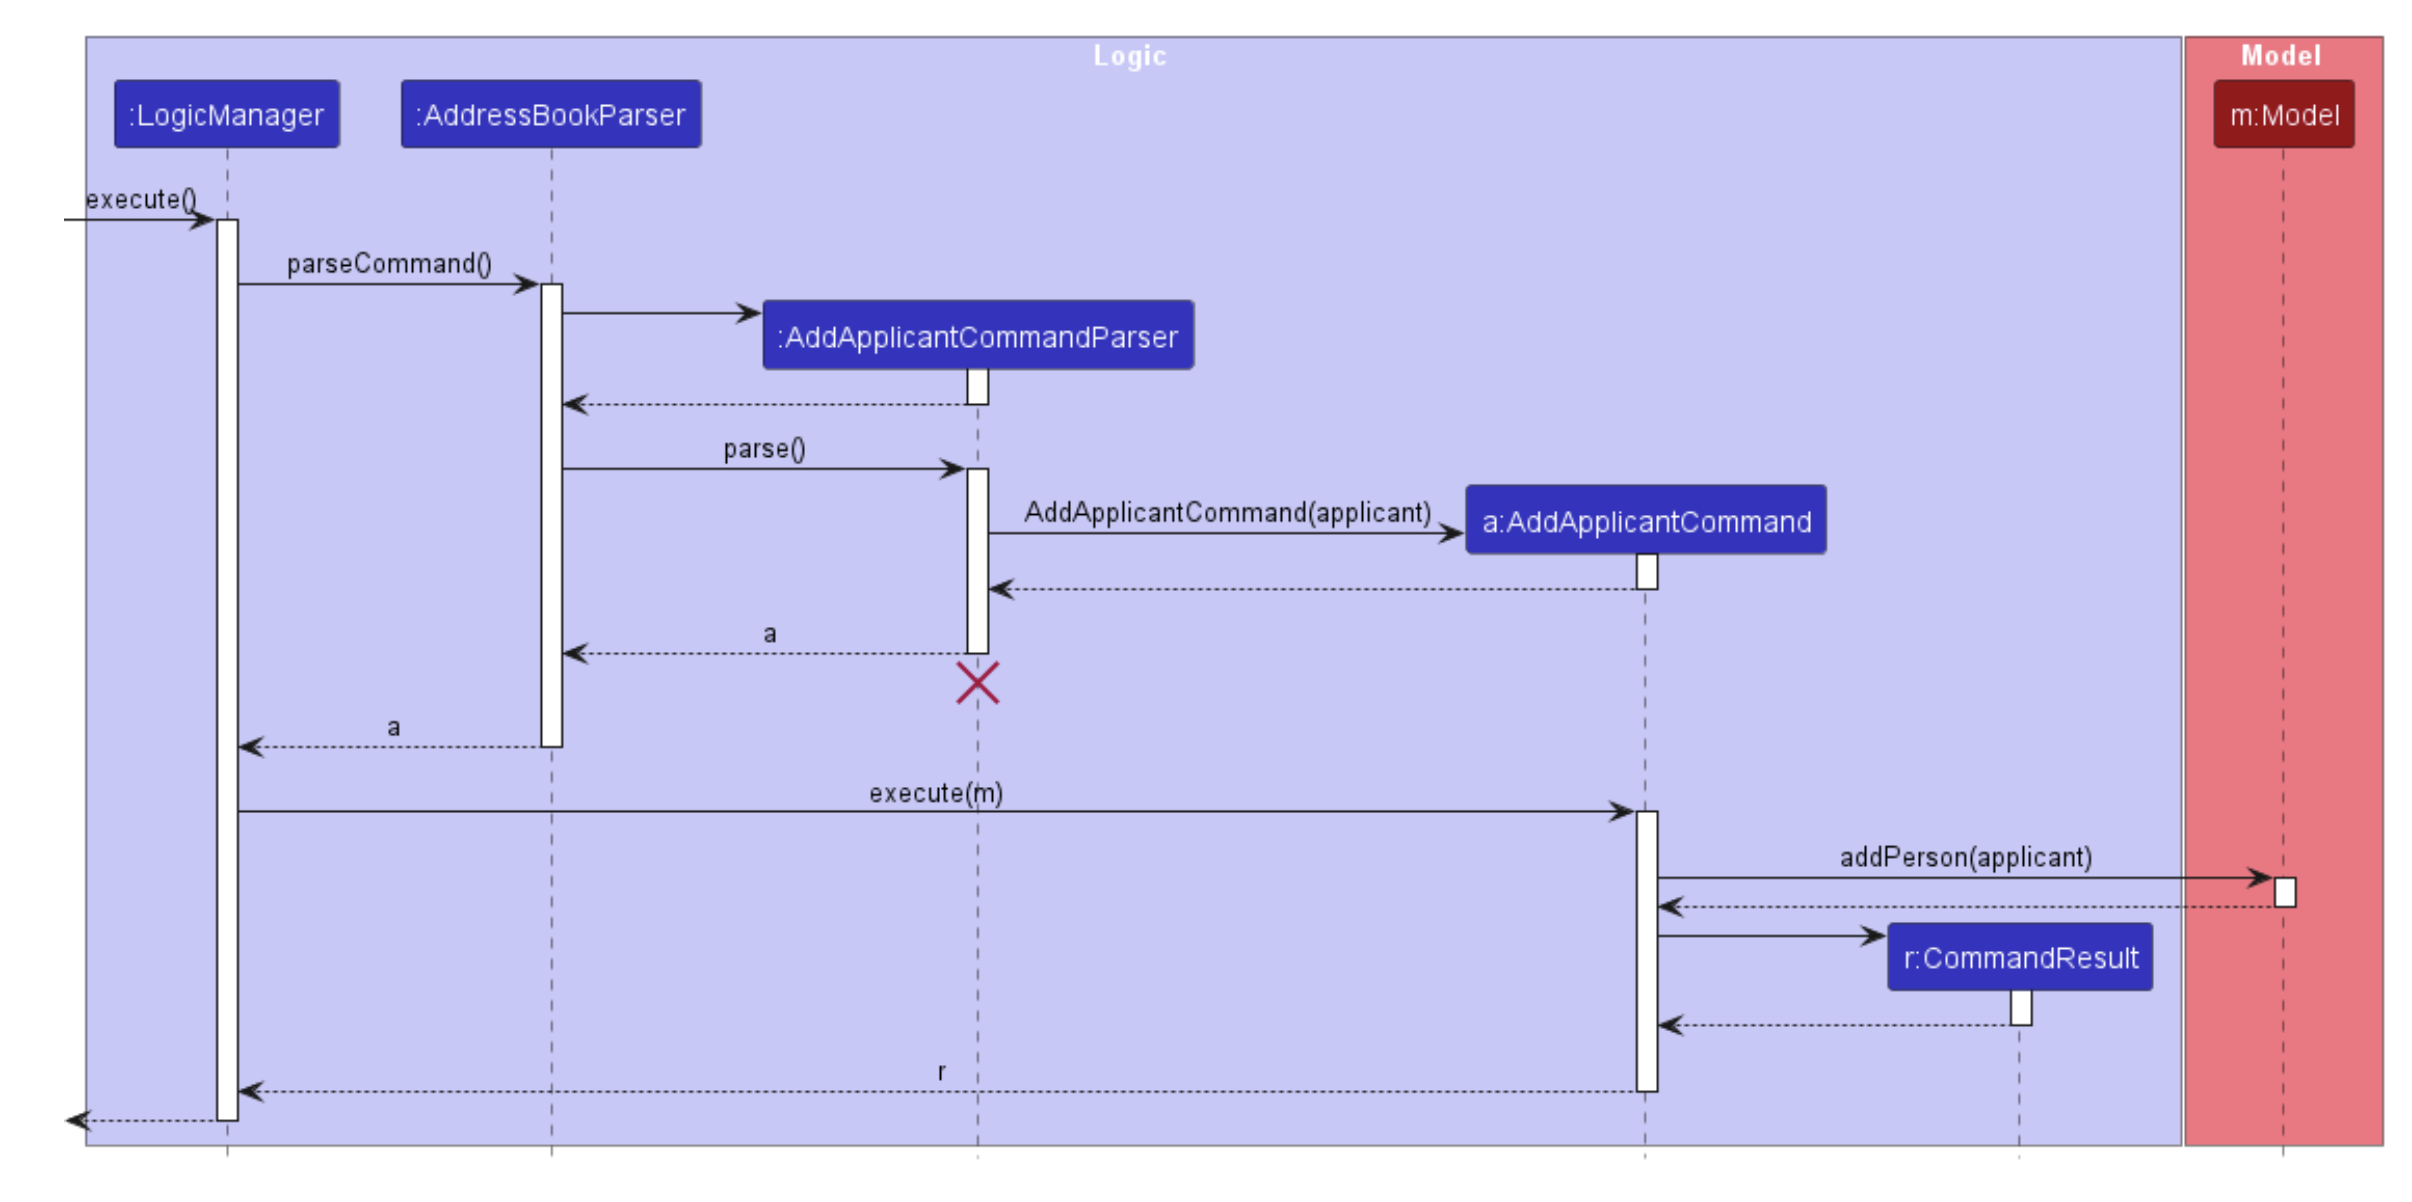 Logic
Model
:LogicManager
:AddressBookParser
m:Model
execute()
parseCommand()
:AddApplicantCommandParser
parse()
AddApplicantCommand(applicant)
a:AddApplicantCommand
a
a
execute(m)
addPerson(applicant)
r:CommandResult
r